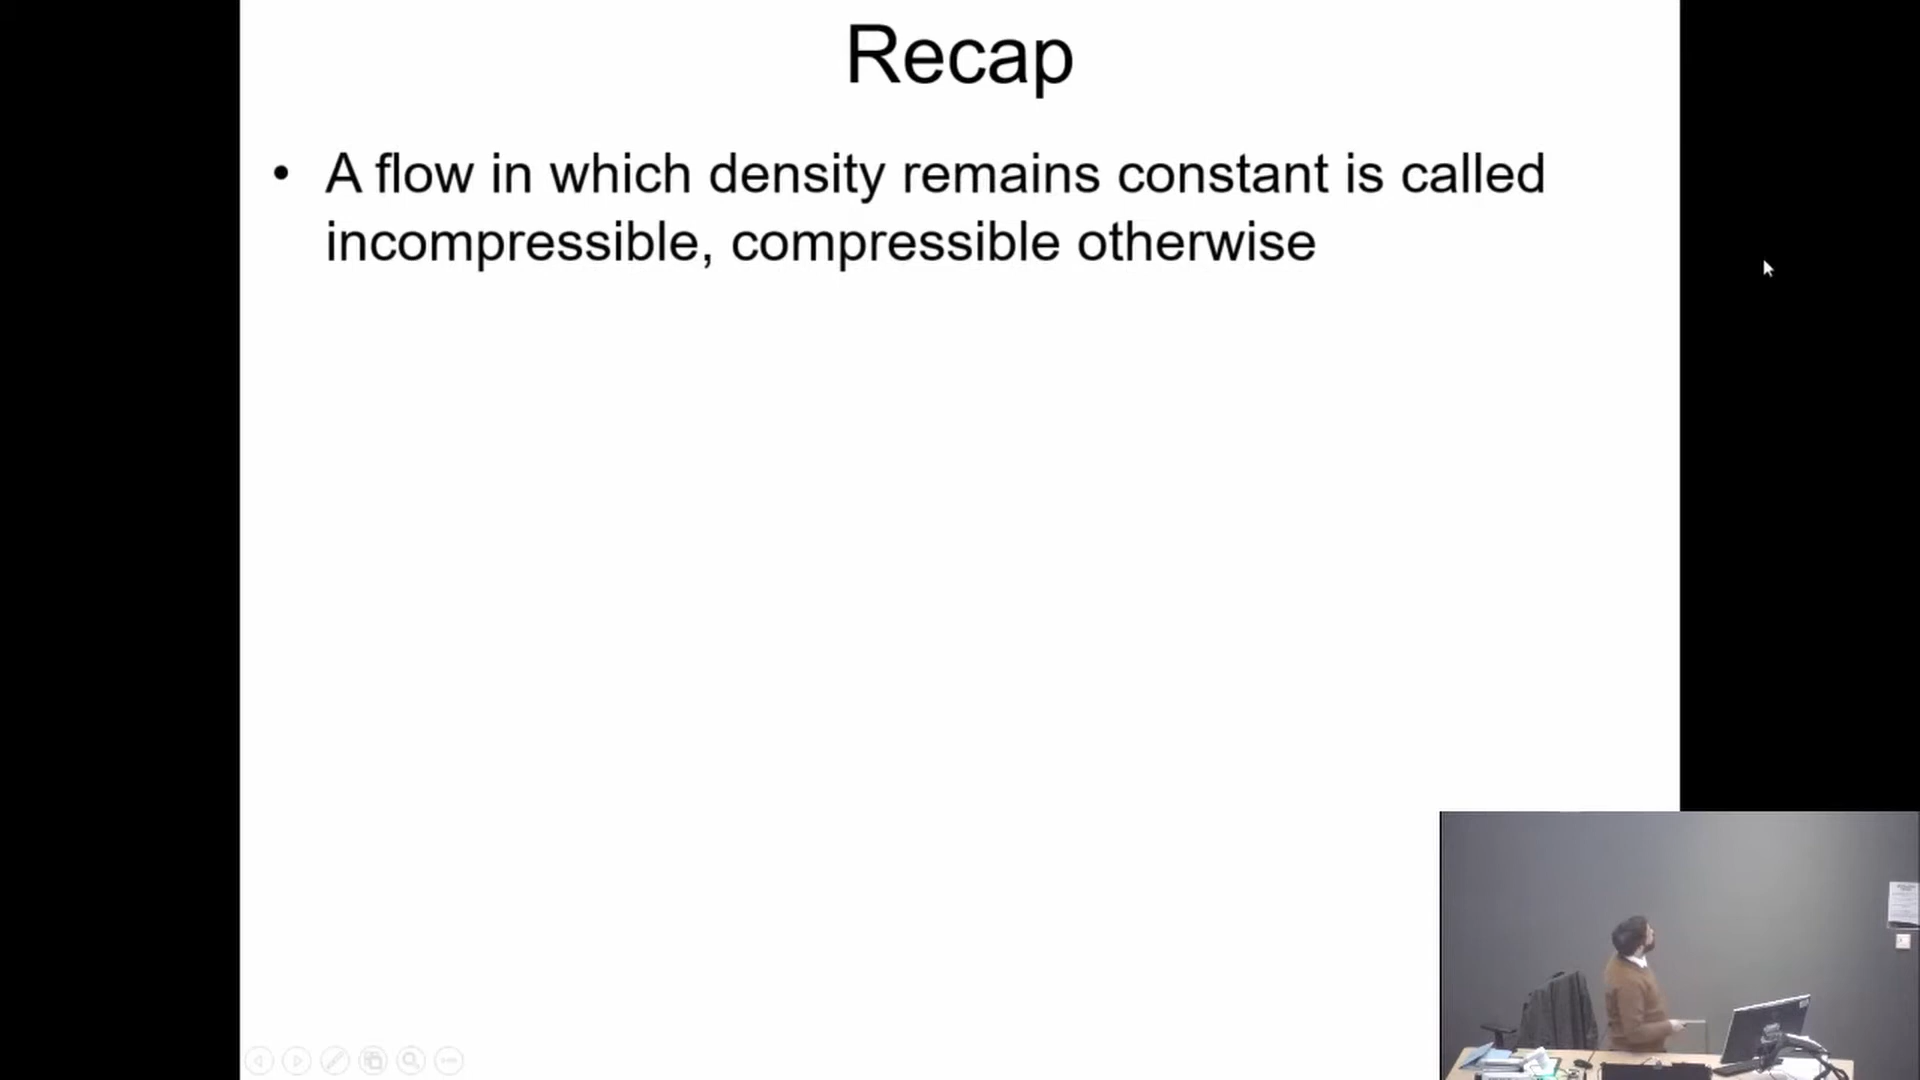 Recap
• A flow in which density remains constant is called
incompressible, compressible otherwise